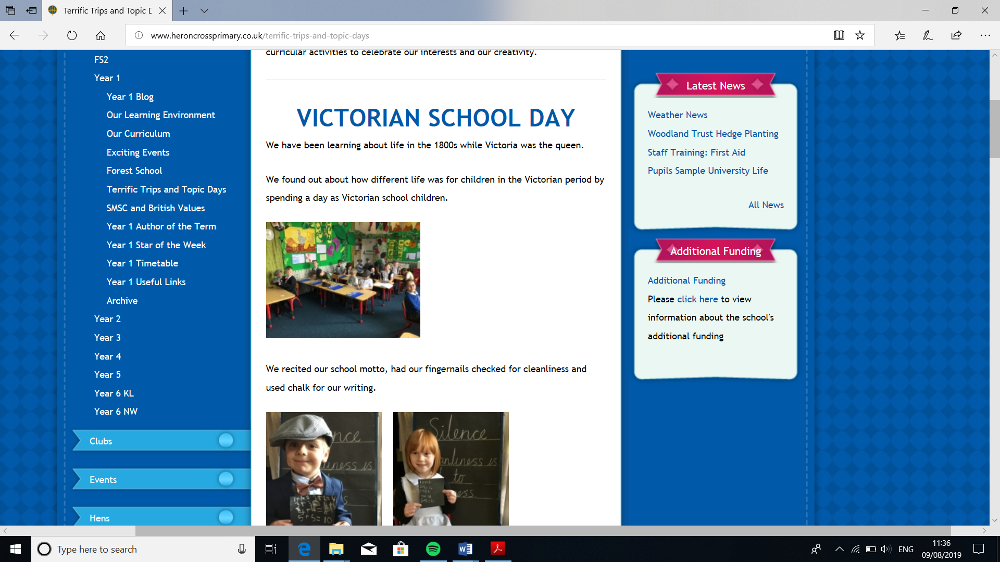 Terrific Trips and Topic D
www.heroncrossprimary.co.uk/terrific-trips-and-topic-days
FS2
Year 1
Year 1 Blog
Our Learning Environment
Our Curriculum
Exciting Events
Forest School
Terrific Trips and Topic Days
SMSC and British Values
Year 1 Author of the Term
Year 1 Star of the Week
Year 1 Timetable
Year 1 Useful Links
Archive
Year 2
Year 3
Year 4
Year 5
Year 6 KL
Year 6 NW
Clubs
Events
Hens
curricular activities to celebrate our interests and our creativity.
VICTORIAN SCHOOL DAY
We have been learning about life in the 1800s while Victoria was the queen.
We found out about how different life was for children in the Victorian period by
spending a day as Victorian school children.
We recited our school motto, had our fingernails checked for cleanliness and
used chalk for our writing.
nce
liness is
5+5=10
Silence
anliness is
to
ness.
Latest News
Weather News
Woodland Trust Hedge Planting
Staff Training: First Aid
Pupils Sample University Life
All News
Additional Funding
Additional Funding
Please click here to view
information about the school's
additional funding
Type here to search
ENG
11:36
09/08/2019